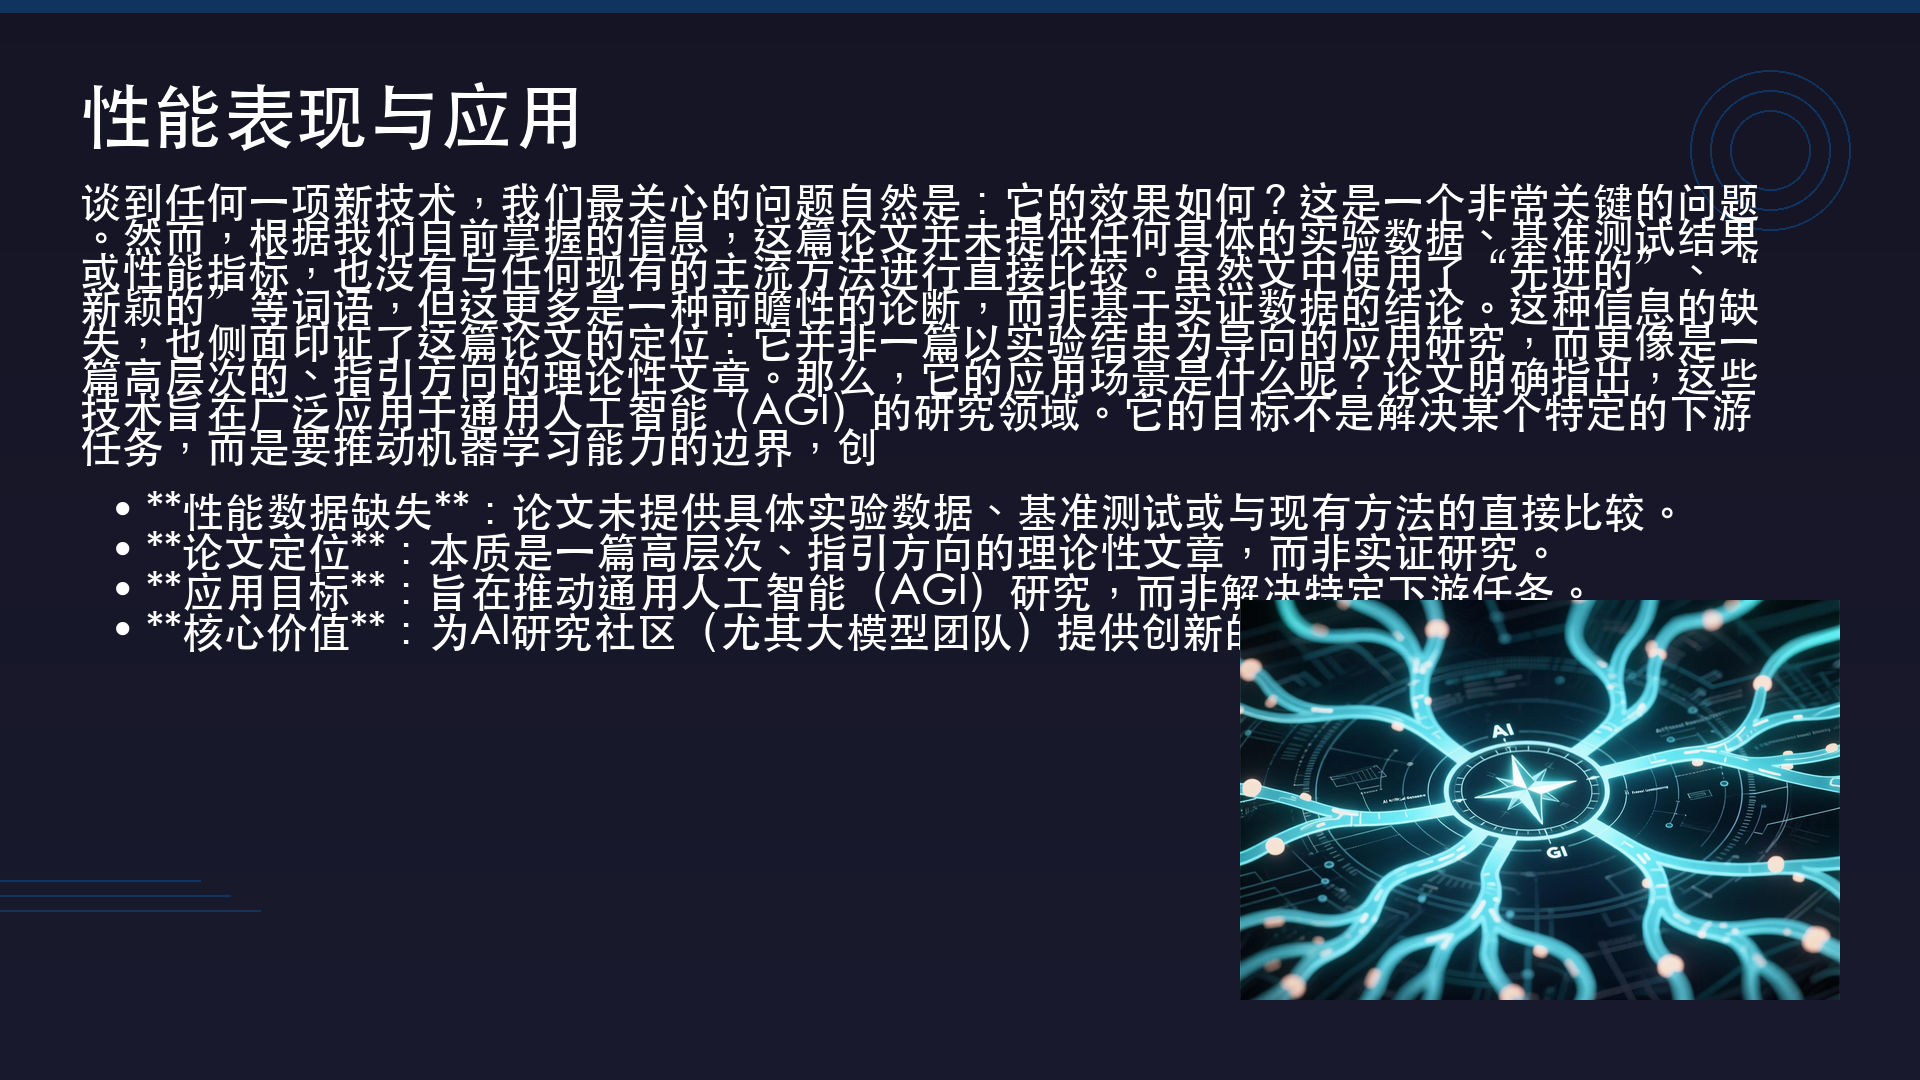 性能表现与应用
谈到任何一项新技术，我们最关心的问题自然是：它的效果如何？这是一个非常关键的问题
。然而，根据我们目前掌握的信息，这篇论文并未提供任何具体的实验数据、基准测试结果
或性能指标，也没有与任何现有的主流方法进行直接比较。虽然文中使用了“先进的”、“
新颖的”等词语，但这更多是一种前瞻性的论断，而非基于实证数据的结论。这种信息的缺
失，也侧面印证了这篇论文的定位：它并非一篇以实验结果为导向的应用研究，而更像是一
篇高层次的、指引方向的理论性文章。那么，它的应用场景是什么呢？论文明确指出，这些
技术旨在广泛应用于通用人工智能（AGI）的研究领域。它的目标不是解决某个特定的下游
任务，而是要推动机器学习能力的边界，创
• **性能数据缺失**：论文未提供具体实验数据、基准测试或与现有方法的直接比较。
• **论文定位**：本质是一篇高层次、指引方向的理论性文章，而非实证研究。
• **应用目标**：旨在推动通用人工智能（AGI）研究，而非解决特定下游任务。
• **核心价值**：为AI研究社区（尤其大模型团队）提供创新的
AI
GI